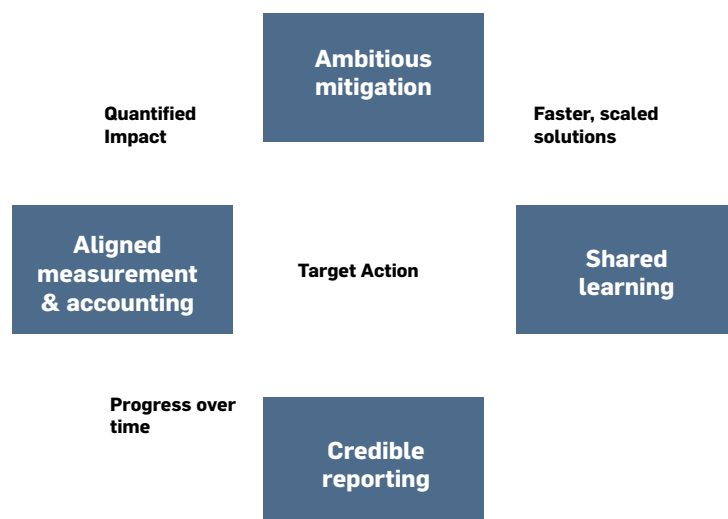 Ambitious
mitigation
Quantified
Impact
Faster, scaled
solutions
Aligned
measurement
& accounting
Target Action
Shared
learning
Progress over
time
Credible
reporting